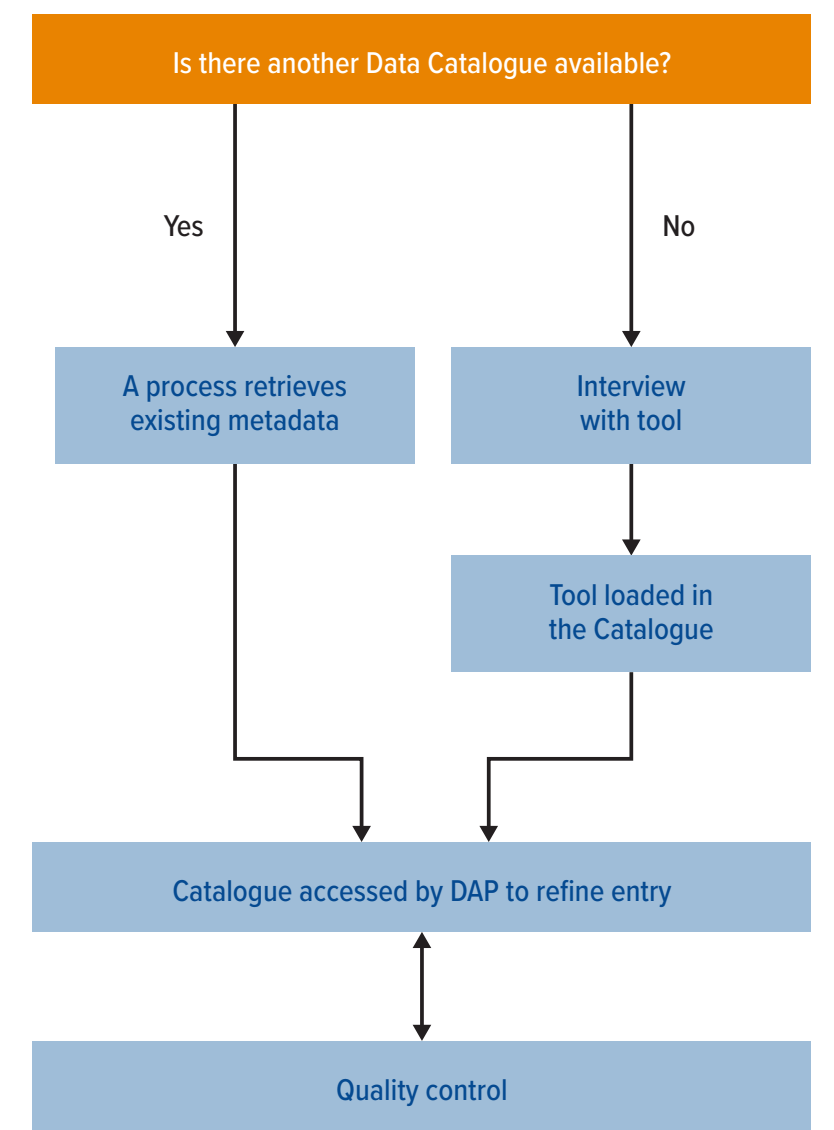 Is there another Data Catalogue available?
Yes
No
A process retrieves
existing metadata
Interview
with tool
Tool loaded in
the Catalogue
Catalogue accessed by DAP to refine entry
Quality control